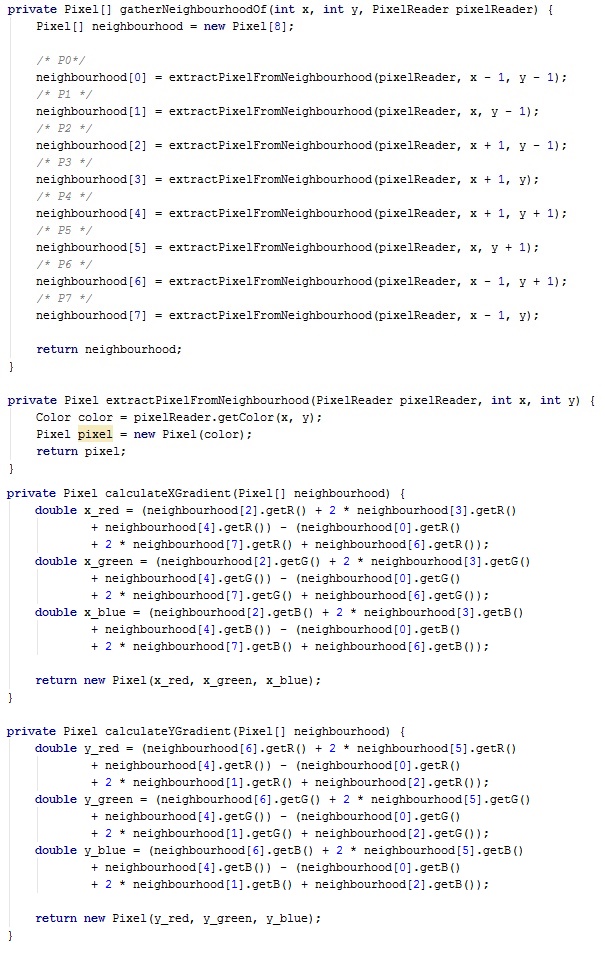 private Pixel[] gatherNeighbourhoodOf(int x, int y, PixelReader pixelReader) {
    Pixel[] neighbourhood = new Pixel[8];

    /* P0*/
    neighbourhood[0] = extractPixelFromNeighbourhood(pixelReader, x - 1, y - 1);
    /* P1 */
    neighbourhood[1] = extractPixelFromNeighbourhood(pixelReader, x, y - 1);
    /* P2 */
    neighbourhood[2] = extractPixelFromNeighbourhood(pixelReader, x + 1, y - 1);
    /* P3 */
    neighbourhood[3] = extractPixelFromNeighbourhood(pixelReader, x + 1, y);
    /* P4 */
    neighbourhood[4] = extractPixelFromNeighbourhood(pixelReader, x + 1, y + 1);
    /* P5 */
    neighbourhood[5] = extractPixelFromNeighbourhood(pixelReader, x, y + 1);
    /* P6 */
    neighbourhood[6] = extractPixelFromNeighbourhood(pixelReader, x - 1, y + 1);
    /* P7 */
    neighbourhood[7] = extractPixelFromNeighbourhood(pixelReader, x - 1, y);

    return neighbourhood;
}

private Pixel extractPixelFromNeighbourhood(PixelReader pixelReader, int x, int y) {
    Color color = pixelReader.getColor(x, y);
    Pixel pixel = new Pixel(color);
    return pixel;
}
private Pixel calculateXGradient(Pixel[] neighbourhood) {
    double x_red = (neighbourhood[2].getR() + 2 * neighbourhood[3].getR()
            + neighbourhood[4].getR()) - (neighbourhood[0].getR()
            + 2 * neighbourhood[7].getR() + neighbourhood[6].getR());
    double x_green = (neighbourhood[2].getG() + 2 * neighbourhood[3].getG()
            + neighbourhood[4].getG()) - (neighbourhood[0].getG()
            + 2 * neighbourhood[7].getG() + neighbourhood[6].getG());
    double x_blue = (neighbourhood[2].getB() + 2 * neighbourhood[3].getB()
            + neighbourhood[4].getB()) - (neighbourhood[0].getB()
            + 2 * neighbourhood[7].getB() + neighbourhood[6].getB());

    return new Pixel(x_red, x_green, x_blue);
}

private Pixel calculateYGradient(Pixel[] neighbourhood) {
    double y_red = (neighbourhood[6].getR() + 2 * neighbourhood[5].getR()
            + neighbourhood[4].getR()) - (neighbourhood[0].getR()
            + 2 * neighbourhood[1].getR() + neighbourhood[2].getR());
    double y_green = (neighbourhood[6].getG() + 2 * neighbourhood[5].getG()
            + neighbourhood[4].getG()) - (neighbourhood[0].getG()
            + 2 * neighbourhood[1].getG() + neighbourhood[2].getG());
    double y_blue = (neighbourhood[6].getB() + 2 * neighbourhood[5].getB()
            + neighbourhood[4].getB()) - (neighbourhood[0].getB()
            + 2 * neighbourhood[1].getB() + neighbourhood[2].getB());

    return new Pixel(y_red, y_green, y_blue);
}